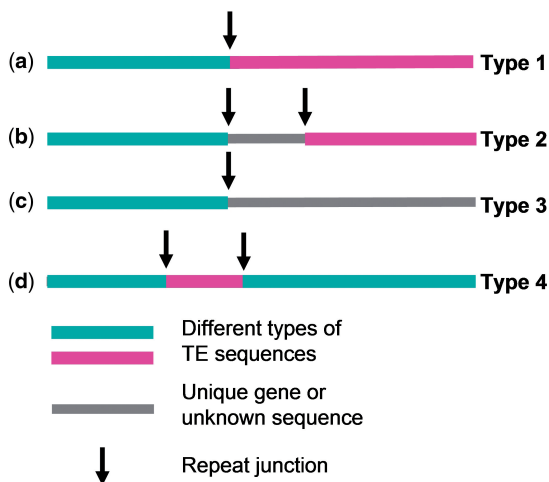 (a) Type 1
(b) Type 2
(c) Type 3
(d) Type 4
Different types of
TE sequences
Unique gene or
unknown sequence
Repeat junction